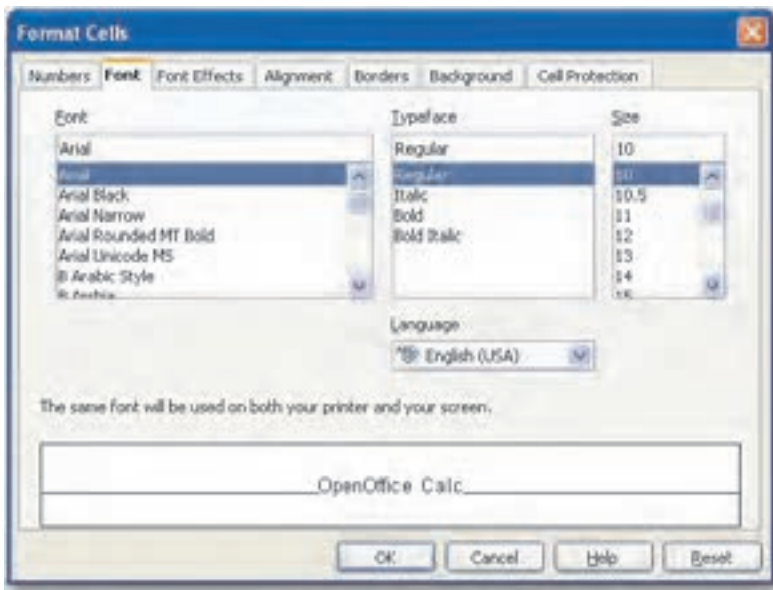 Format Cells
Numbers Font Font Effects Alignment Borders Background Cell Protection
Font Typeface Size
Arial Regular 10
Arial Regular 10
Arial Black Italic 10.5
Arial Narrow Bold 11
Arial Rounded MT Bold Bold Italic 12
Arial Unicode MS 13
B Arabic Style 14
15
Language
English (USA)
The same font will be used on both your printer and your screen.
OpenOffice Calc
OK Cancel Help Reset